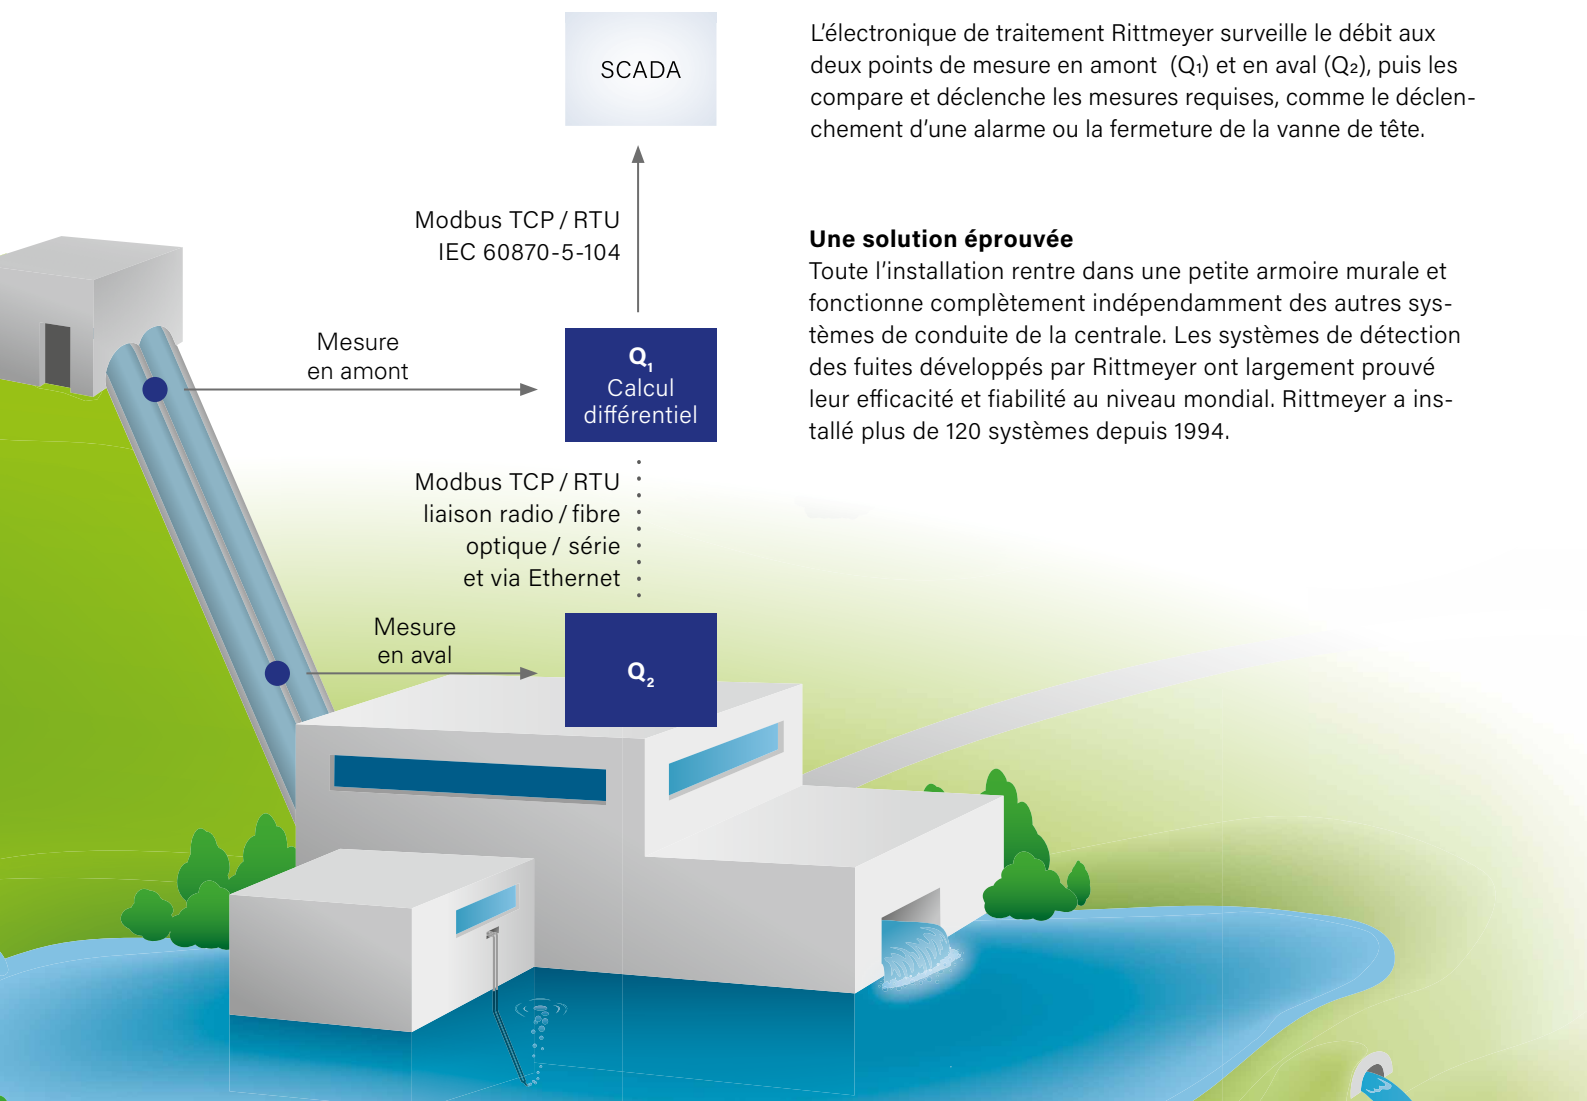 SCADA
L'électronique de traitement Rittmeyer surveille le débit aux
deux points de mesure en amont  (Q₁) et en aval (Q₂), puis les
compare et déclenche les mesures requises, comme le déclen-
chement d'une alarme ou la fermeture de la vanne de tête.
Modbus TCP / RTU
IEC 60870-5-104
Une solution éprouvée
Toute l'installation rentre dans une petite armoire murale et
fonctionne complètement indépendamment des autres sys-
tèmes de conduite de la centrale. Les systèmes de détection
des fuites développés par Rittmeyer ont largement prouvé
leur efficacité et fiabilité au niveau mondial. Rittmeyer a ins-
tallé plus de 120 systèmes depuis 1994.
Mesure
en amont
Q₁
Calcul
différentiel
Modbus TCP / RTU
liaison radio / fibre
optique / série
et via Ethernet
Mesure
en aval
Q₂